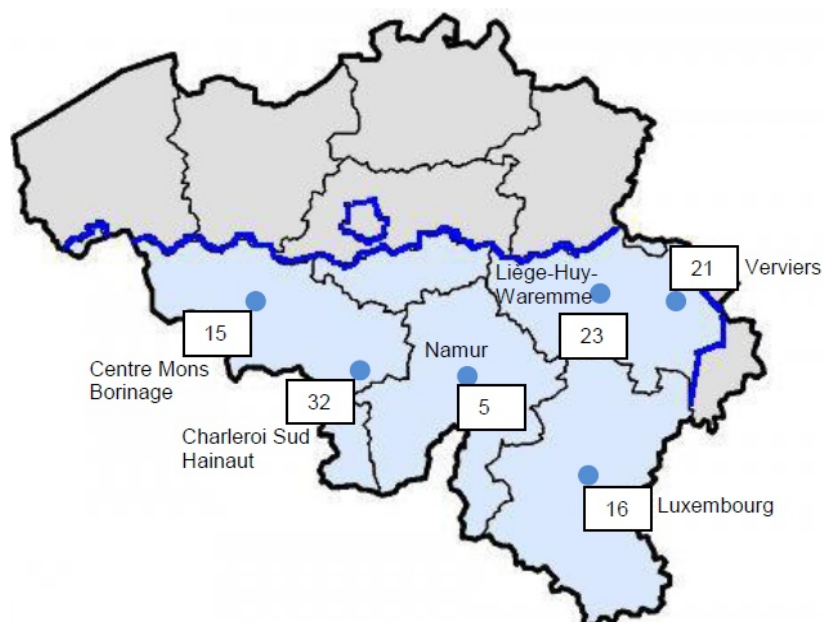 21 Verviers
Liège-Huy-
Waremme
23
15
Centre Mons
Borinage
Namur
32
5
Charleroi Sud
Hainaut
16 Luxembourg